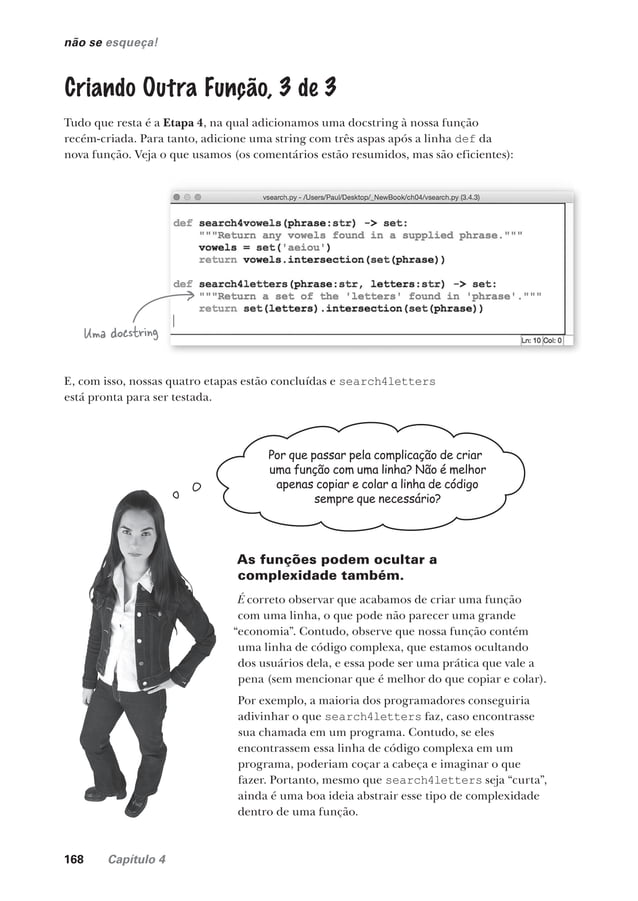 não se esqueça!
Criando Outra Função, 3 de 3
Tudo que resta é a Etapa 4, na qual adicionamos uma docstring à nossa função
recém-criada. Para tanto, adicione uma string com três aspas após a linha def da
nova função. Veja o que usamos (os comentários estão resumidos, mas são eficientes):
vsearch.py - /Users/Paul/Desktop/_NewBook/ch04/vsearch.py (3.4.3)
def search4vowels(phrase:str) -> set:
    """Return any vowels found in a supplied phrase."""
    vowels = set('aeiou')
    return vowels.intersection(set(phrase))
def search4letters(phrase:str, letters:str) -> set:
    """Return a set of the 'letters' found in 'phrase'."""
    return set(letters).intersection(set(phrase))
Uma docstring
Ln: 10 Col: 0
E, com isso, nossas quatro etapas estão concluídas e search4letters
está pronta para ser testada.
Por que passar pela complicação de criar
uma função com uma linha? Não é melhor
apenas copiar e colar a linha de código
sempre que necessário?
As funções podem ocultar a
complexidade também.
É correto observar que acabamos de criar uma função
com uma linha, o que pode não parecer uma grande
“economia”. Contudo, observe que nossa função contém
uma linha de código complexa, que estamos ocultando
dos usuários dela, e essa pode ser uma prática que vale a
pena (sem mencionar que é melhor do que copiar e colar).
Por exemplo, a maioria dos programadores conseguiria
adivinhar o que search4letters faz, caso encontrasse
sua chamada em um programa. Contudo, se eles
encontrassem essa linha de código complexa em um
programa, poderiam coçar a cabeça e imaginar o que
fazer. Portanto, mesmo que search4letters seja “curta”,
ainda é uma boa ideia abstrair esse tipo de complexidade
dentro de uma função.
168 Capítulo 4